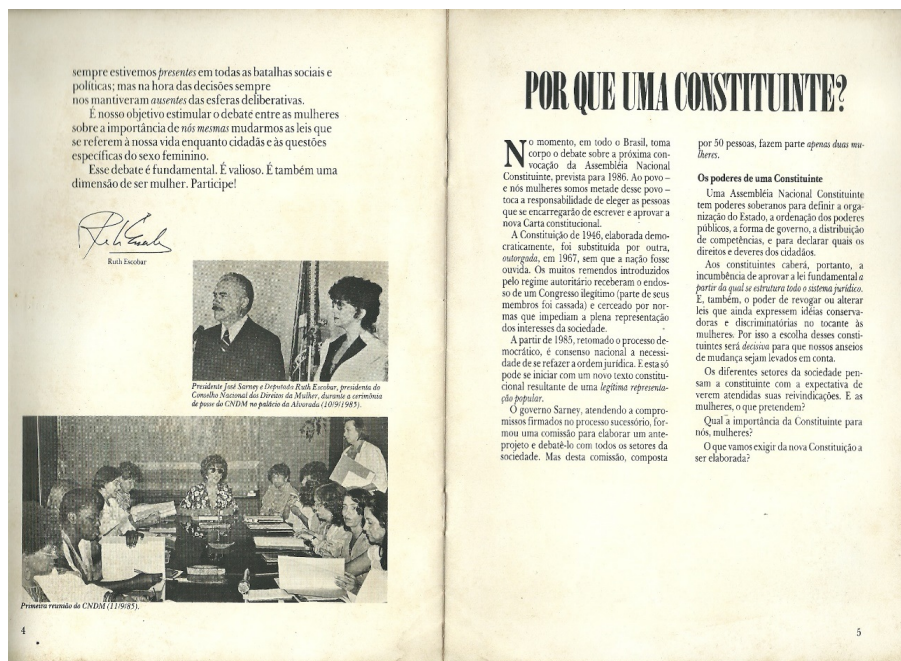 sempre estivemos presentes em todas as batalhas sociais e
políticas; mas na hora das decisões sempre
nos mantiveram ausentes das esferas deliberativas.
É nosso objetivo estimular o debate entre as mulheres
sobre a importância de nós mesmas mudarmos as leis que
se referem à nossa vida enquanto cidadãs e às questões
específicas do sexo feminino.
Esse debate é fundamental. É valioso. É também uma
dimensão de ser mulher. Participe!
Ruth Escobar
Presidente José Sarney e Deputada Ruth Escobar, presidenta do
Conselho Nacional dos Direitos da Mulher, durante a cerimônia
de posse do CNDM no palácio da Alvorada (10/9/1985).
Primeira reunião do CNDM (11/9/85).
4
POR QUE UMA CONSTITUINTE?
No momento, em todo o Brasil, toma
corpo o debate sobre a próxima con-
vocação da Assembléia Nacional
Constituinte, prevista para 1986. Ao povo –
e nós mulheres somos metade desse povo –
toca a responsabilidade de eleger as pessoas
que se encarregarão de escrever e aprovar a
nova Carta constitucional.
A Constituição de 1946, elaborada demo-
craticamente, foi substituída por outra,
outorgada, em 1967, sem que a nação fosse
ouvida. Os muitos remendos introduzidos
pelo regime autoritário receberam o endos-
so de um Congresso ilegítimo (parte de seus
membros foi cassada) e cerceado por nor-
mas que impediam a plena representação
dos interesses da sociedade.
A partir de 1985, retomado o processo de-
mocrático, é consenso nacional a necessi-
dade de se refazer a ordem jurídica. E esta só
pode se iniciar com um novo texto constitu-
cional resultante de uma legítima representa-
ção popular.
O governo Sarney, atendendo a compro-
missos firmados no processo sucessório, for-
mou uma comissão para elaborar um ante-
projeto e debatê-lo com todos os setores da
sociedade. Mas desta comissão, composta
por 50 pessoas, fazem parte apenas duas mu-
lheres.
Os poderes de uma Constituinte
Uma Assembléia Nacional Constituinte
tem poderes soberanos para definir a orga-
nização do Estado, a ordenação dos poderes
públicos, a forma de governo, a distribuição
de competências, e para declarar quais os
direitos e deveres dos cidadãos.
Aos constituintes caberá, portanto, a
incumbência de aprovar a lei fundamental a
partir da qual se estrutura todo o sistema jurídico.
E, também, o poder de revogar ou alterar
leis que ainda expressem idéias conserva-
doras e discriminatórias no tocante às
mulheres. Por isso a escolha desses consti-
tuintes será decisiva para que nossos anseios
de mudança sejam levados em conta.
Os diferentes setores da sociedade pen-
sam a constituinte com a expectativa de
verem atendidas suas reivindicações. E as
mulheres, o que pretendem?
Qual a importância da Constituinte para
nós, mulheres?
O que vamos exigir da nova Constituição a
ser elaborada?
5